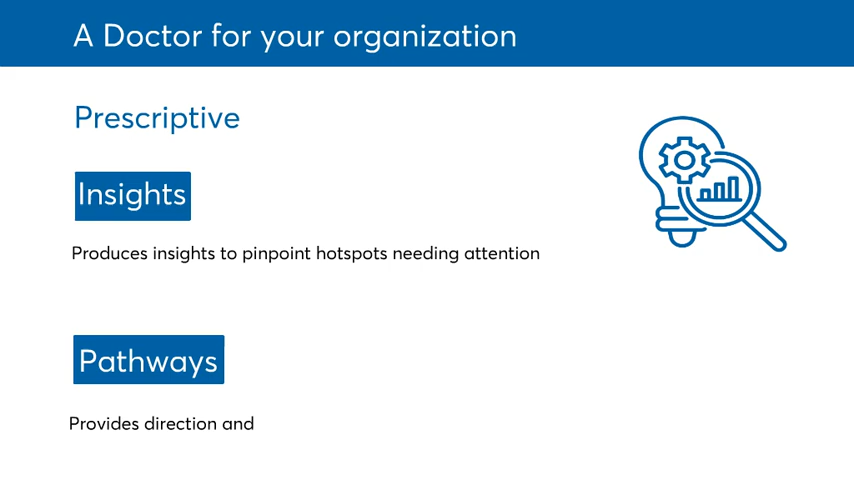 A Doctor for your organization
Prescriptive
Insights
Produces insights to pinpoint hotspots needing attention
Pathways
Provides direction and